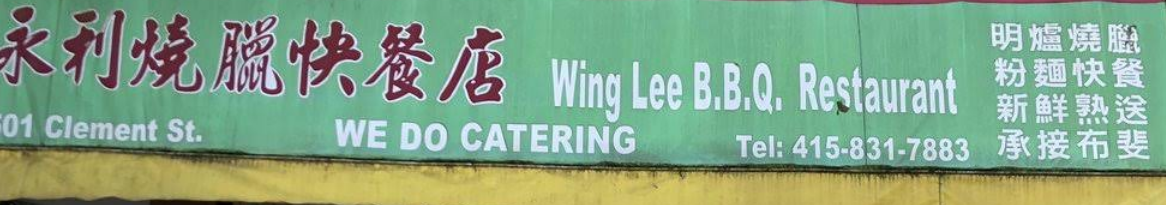 永利燒臘快餐店
Wing Lee B.B.Q. Restaurant
501 Clement St.
WE DO CATERING
Tel: 415-831-7883
明爐燒臘
粉麵快餐
新鮮熟送
承接布斐